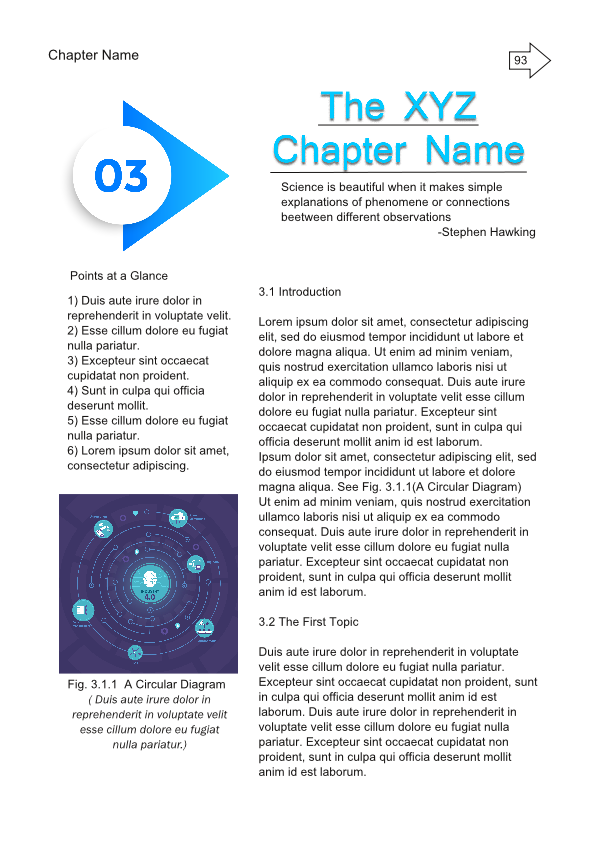 Chapter Name
93
03
The XYZ
Chapter Name
Science is beautiful when it makes simple
explanations of phenomene or connections
beetween different observations
-Stephen Hawking
Points at a Glance
1) Duis aute irure dolor in
reprehenderit in voluptate velit.
2) Esse cillum dolore eu fugiat
nulla pariatur.
3) Excepteur sint occaecat
cupidatat non proident.
4) Sunt in culpa qui officia
deserunt mollit.
5) Esse cillum dolore eu fugiat
nulla pariatur.
6) Lorem ipsum dolor sit amet,
consectetur adipiscing.
INDUSTRY
4.0
Fig. 3.1.1 A Circular Diagram
( Duis aute irure dolor in
reprehenderit in voluptate velit
esse cillum dolore eu fugiat
nulla pariatur.)
3.1 Introduction
Lorem ipsum dolor sit amet, consectetur adipiscing
elit, sed do eiusmod tempor incididunt ut labore et
dolore magna aliqua. Ut enim ad minim veniam,
quis nostrud exercitation ullamco laboris nisi ut
aliquip ex ea commodo consequat. Duis aute irure
dolor in reprehenderit in voluptate velit esse cillum
dolore eu fugiat nulla pariatur. Excepteur sint
occaecat cupidatat non proident, sunt in culpa qui
officia deserunt mollit anim id est laborum.
Ipsum dolor sit amet, consectetur adipiscing elit, sed
do eiusmod tempor incididunt ut labore et dolore
magna aliqua. See Fig. 3.1.1(A Circular Diagram)
Ut enim ad minim veniam, quis nostrud exercitation
ullamco laboris nisi ut aliquip ex ea commodo
consequat. Duis aute irure dolor in reprehenderit in
voluptate velit esse cillum dolore eu fugiat nulla
pariatur. Excepteur sint occaecat cupidatat non
proident, sunt in culpa qui officia deserunt mollit
anim id est laborum.
3.2 The First Topic
Duis aute irure dolor in reprehenderit in voluptate
velit esse cillum dolore eu fugiat nulla pariatur.
Excepteur sint occaecat cupidatat non proident, sunt
in culpa qui officia deserunt mollit anim id est
laborum. Duis aute irure dolor in reprehenderit in
voluptate velit esse cillum dolore eu fugiat nulla
pariatur. Excepteur sint occaecat cupidatat non
proident, sunt in culpa qui officia deserunt mollit
anim id est laborum.